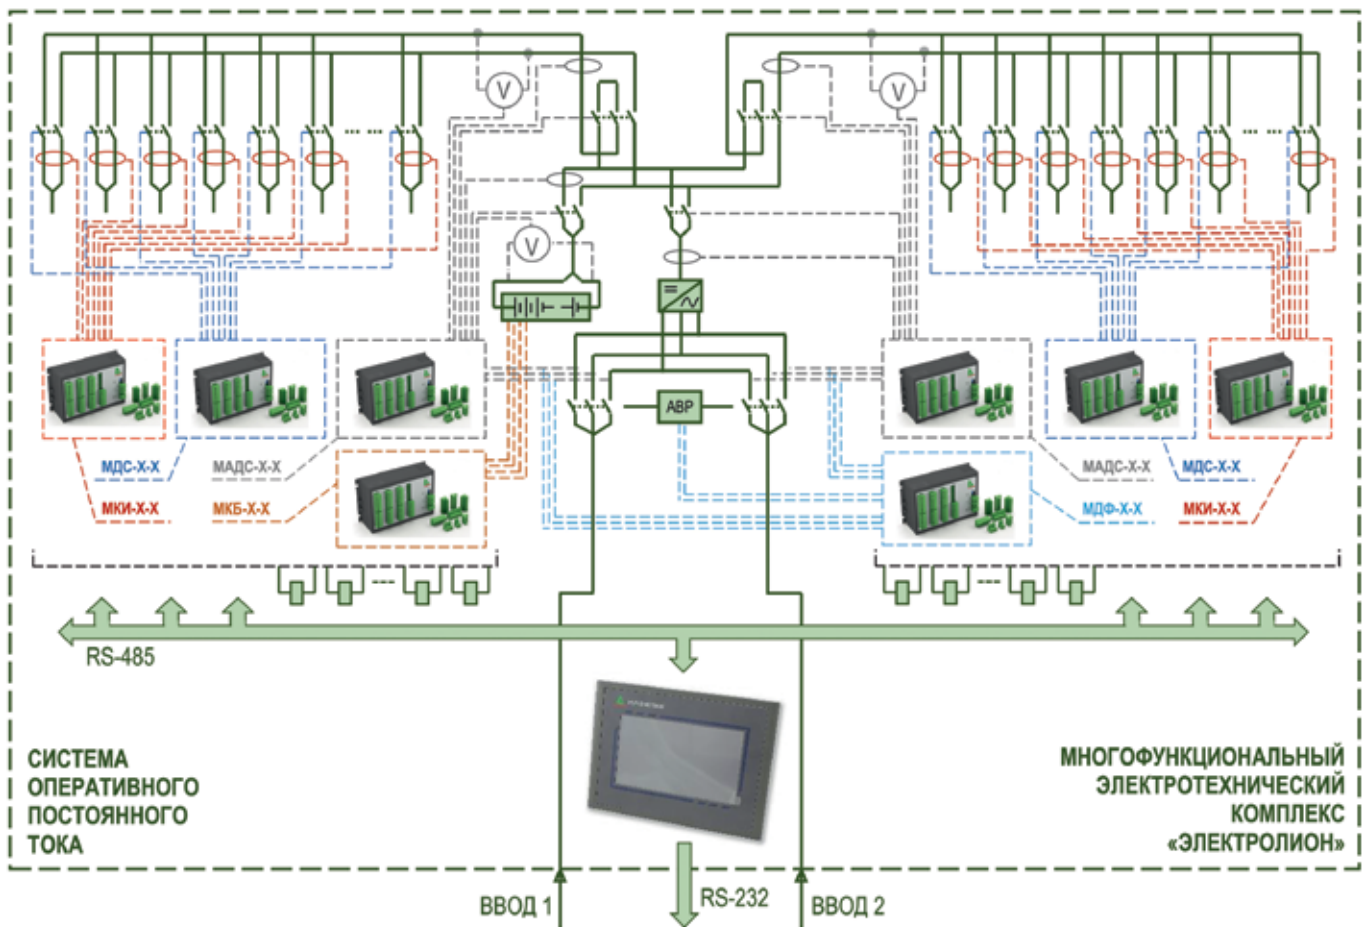 V
V
V
АВР
МДС-Х-Х
МАДС-Х-Х
МКИ-Х-Х
МКБ-Х-Х
МАДС-Х-Х
МДС-Х-Х
МДФ-Х-Х
МКИ-Х-Х
RS-485
СИСТЕМА
ОПЕРАТИВНОГО
ПОСТОЯННОГО
ТОКА
МНОГОФУНКЦИОНАЛЬНЫЙ
ЭЛЕКТРОТЕХНИЧЕСКИЙ
КОМПЛЕКС
«ЭЛЕКТРОЛИОН»
ВВОД 1
RS-232
ВВОД 2